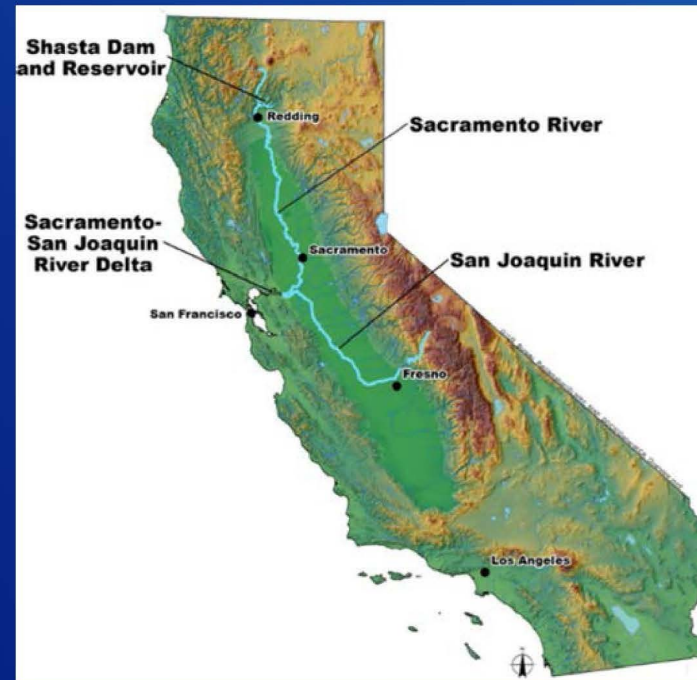 Shasta Dam
and Reservoir
Redding
Sacramento River
Sacramento-
San Joaquin
River Delta
Sacramento
San Joaquin River
San Francisco
Fresno
Los Angeles